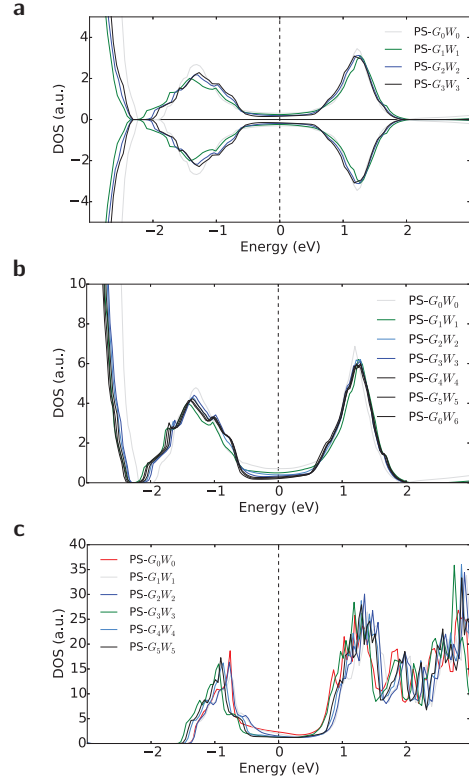 a
4
2
0
−2
−4
DOS (a.u.)
PS-G₀W₀
PS-G₁W₁
PS-G₂W₂
PS-G₃W₃
−2
−1
0
1
2
Energy (eV)
b
10
8
6
4
2
0
DOS (a.u.)
PS-G₀W₀
PS-G₁W₁
PS-G₂W₂
PS-G₃W₃
PS-G₄W₄
PS-G₅W₅
PS-G₆W₆
−2
−1
0
1
2
Energy (eV)
c
40
35
30
25
20
15
10
5
0
DOS (a.u.)
PS-G₀W₀
PS-G₁W₁
PS-G₂W₂
PS-G₃W₃
PS-G₄W₄
PS-G₅W₅
−2
−1
0
1
2
Energy (eV)